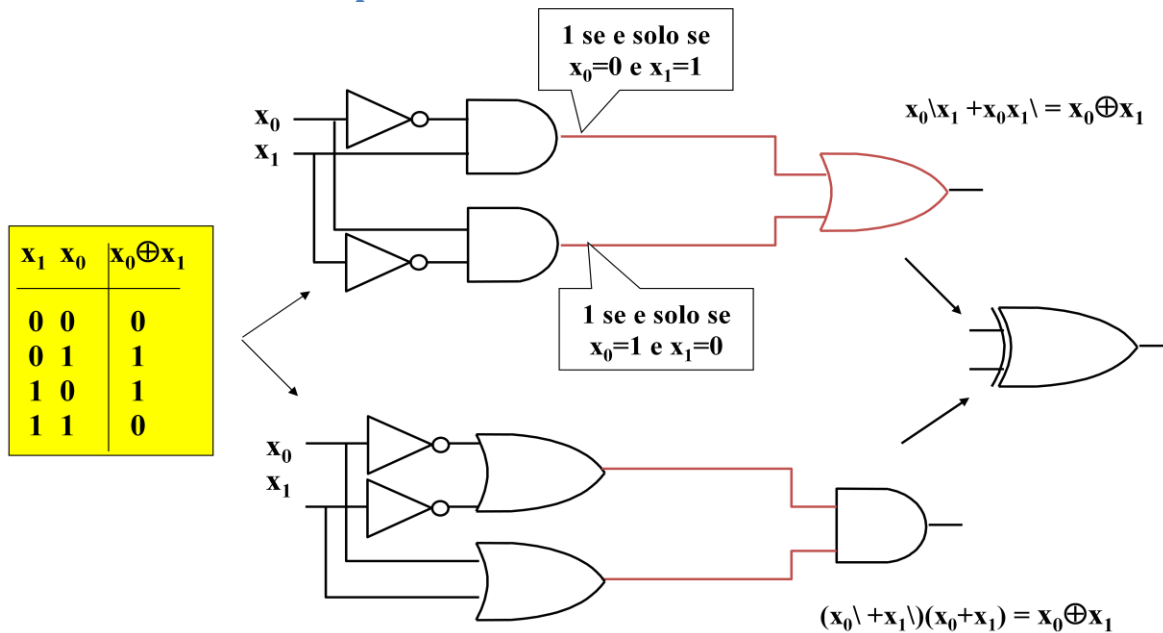 1 se e solo se
x₀=0 e x₁=1
x₀
x₁
x₀\x₁ +x₀x₁\ = x₀⊕x₁
x₁ x₀ x₀⊕x₁
0 0 0
0 1 1
1 0 1
1 1 0
1 se e solo se
x₀=1 e x₁=0
x₀
x₁
(x₀\ +x₁\)(x₀+x₁) = x₀⊕x₁